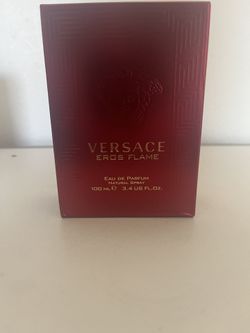 VERSACE
EROS FLAME
EAU DE PARFUM
NATURAL SPRAY
100 ML ℮ 3.4 US FL.OZ.